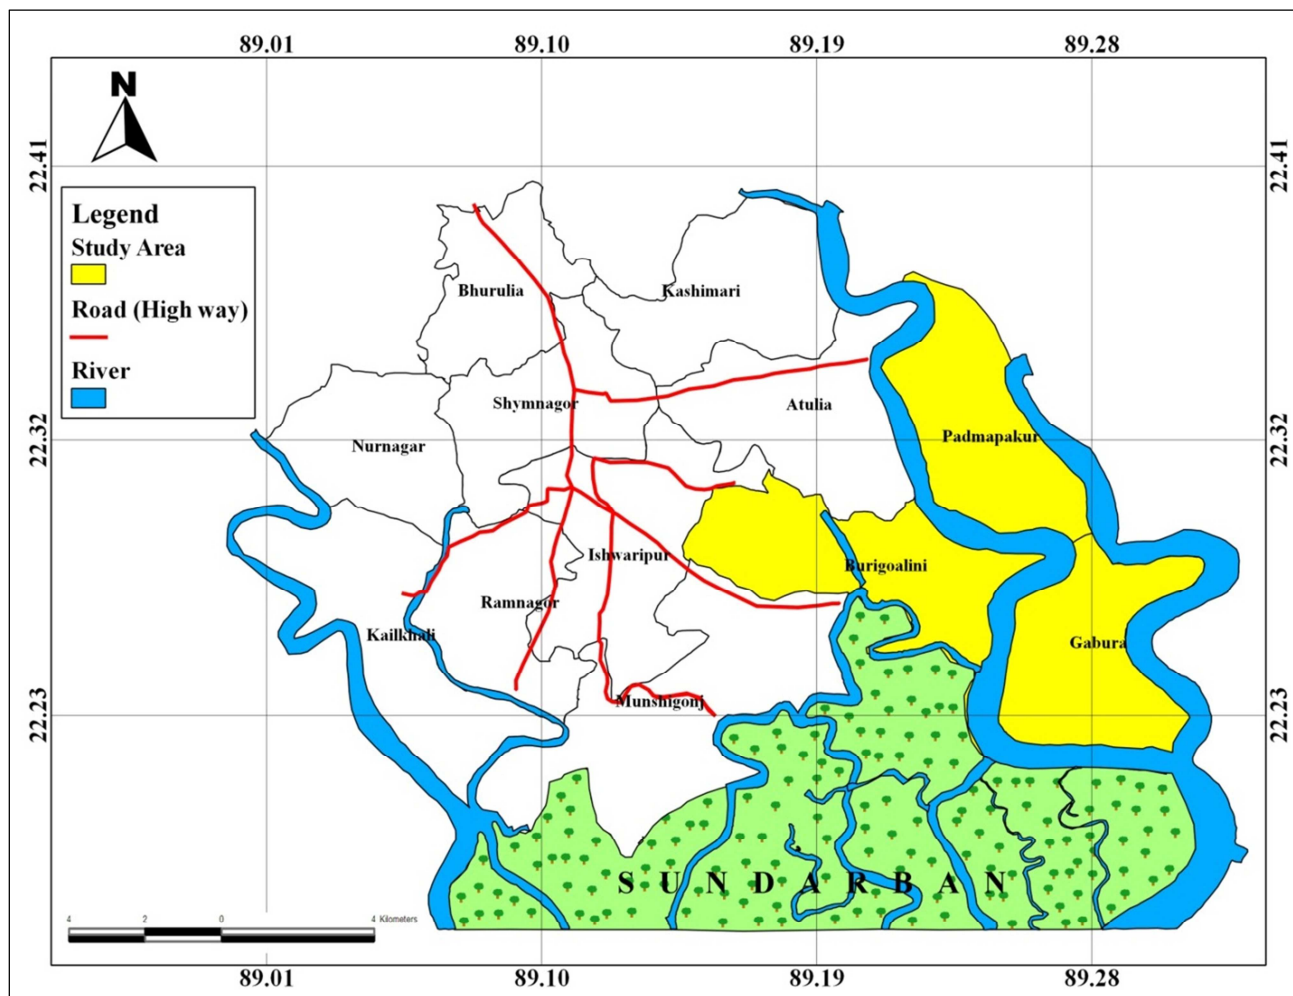 89.01 89.10 89.19 89.28
N
22.41 22.41
Legend
Study Area
Road (High way)
River
Bhurulia Kashimari
Shymnagor Atulia
22.32 Nurnagar Padmapakur 22.32
Ishwaripur Burigoalini
Ramnagor
Kailkhali Gabura
22.23 Munshigonj 22.23
SUNDARBAN
4 2 0 4 Kilometers
89.01 89.10 89.19 89.28